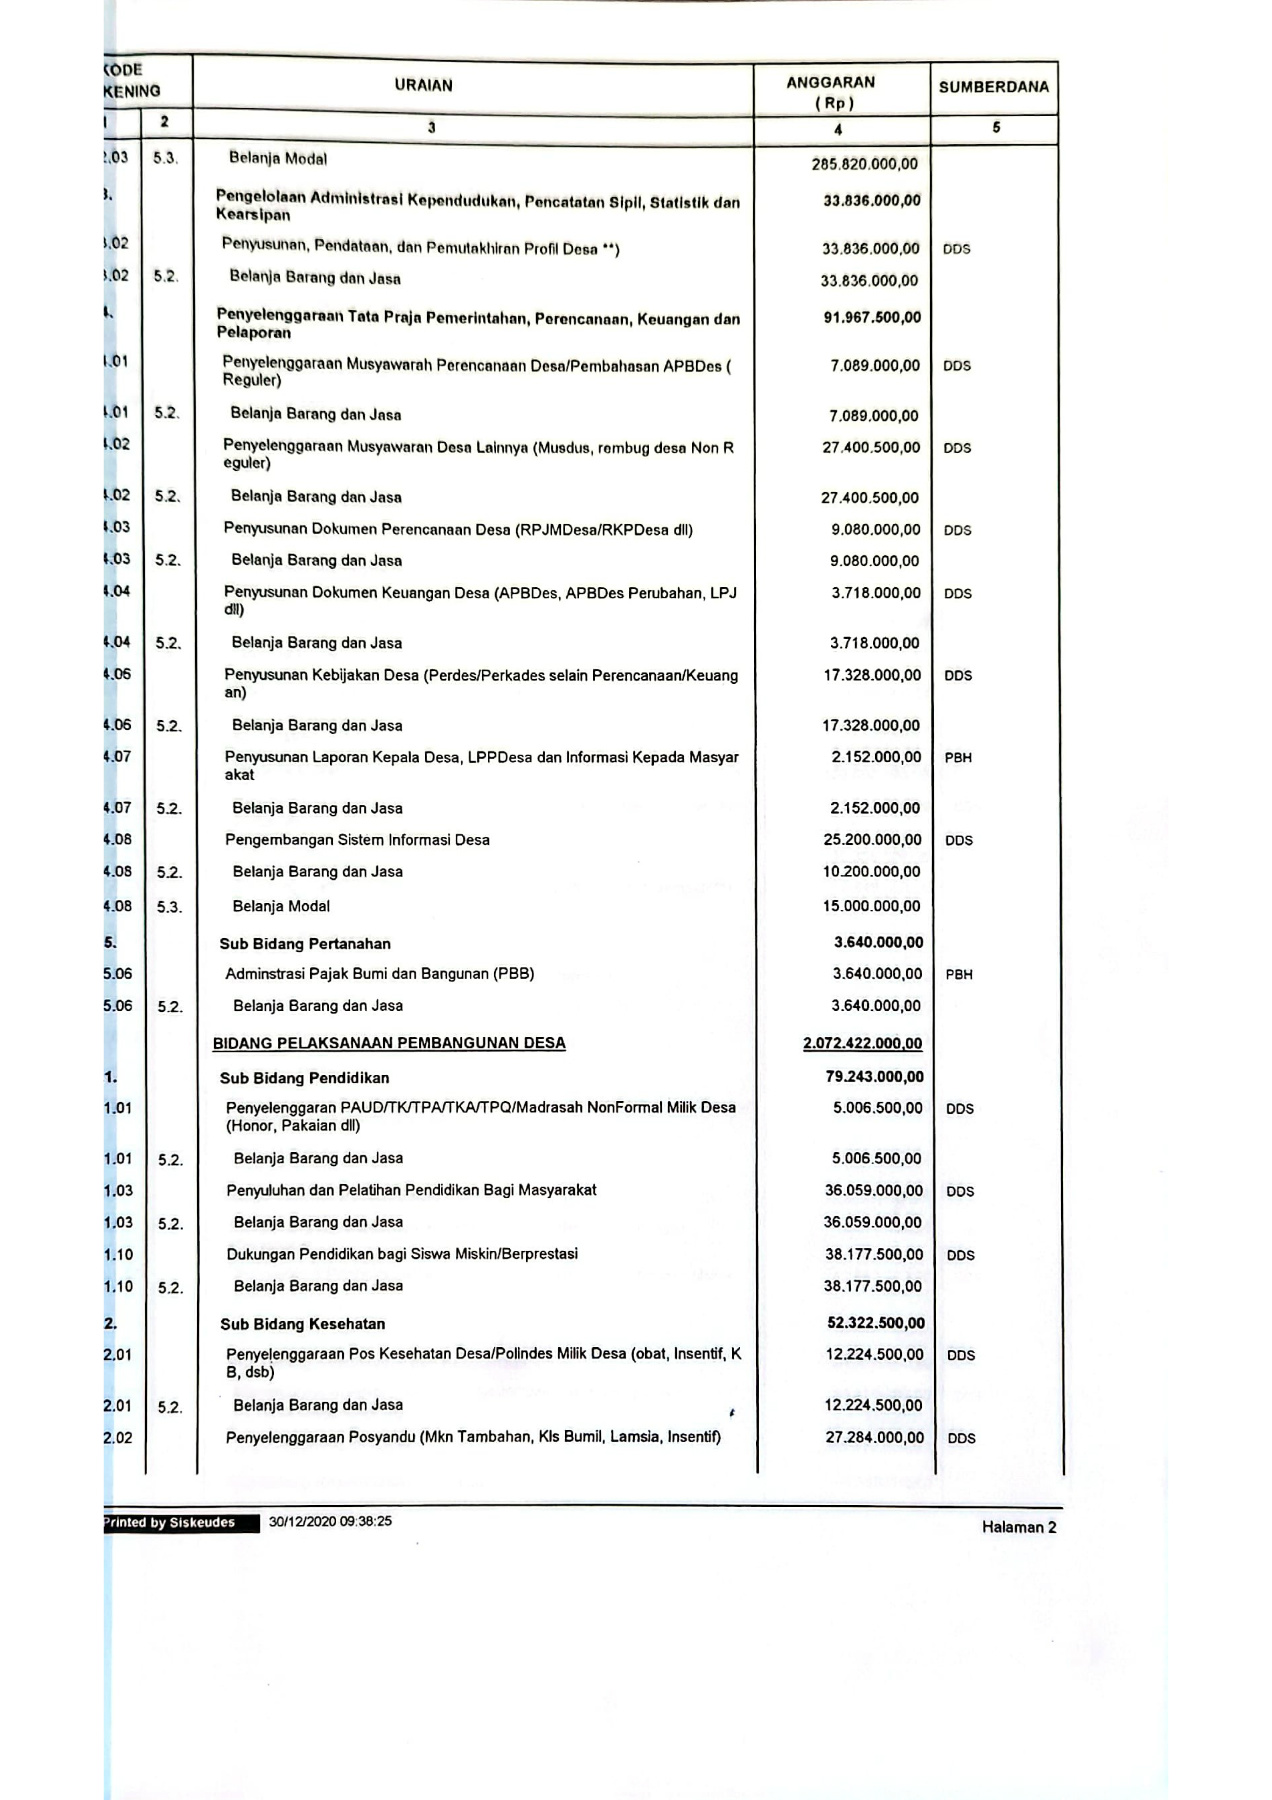 KODE
KENING URAIAN ANGGARAN
( Rp ) SUMBERDANA
1 2 3 4 5
2.03 5.3. Belanja Modal 285.820.000,00
3. Pengelolaan Administrasi Kependudukan, Pencatatan Sipil, Statistik dan 33.836.000,00
Kearsipan
3.02 Penyusunan, Pendataan, dan Pemutakhiran Profil Desa **) 33.836.000,00 DDS
3.02 5.2. Belanja Barang dan Jasa 33.836.000,00
4. Penyelenggaraan Tata Praja Pemerintahan, Perencanaan, Keuangan dan 91.967.500,00
Pelaporan
4.01 Penyelenggaraan Musyawarah Perencanaan Desa/Pembahasan APBDes ( 7.089.000,00 DDS
Reguler)
4.01 5.2. Belanja Barang dan Jasa 7.089.000,00
4.02 Penyelenggaraan Musyawaran Desa Lainnya (Musdus, rembug desa Non R 27.400.500,00 DDS
eguler)
4.02 5.2. Belanja Barang dan Jasa 27.400.500,00
4.03 Penyusunan Dokumen Perencanaan Desa (RPJMDesa/RKPDesa dll) 9.080.000,00 DDS
4.03 5.2. Belanja Barang dan Jasa 9.080.000,00
4.04 Penyusunan Dokumen Keuangan Desa (APBDes, APBDes Perubahan, LPJ 3.718.000,00 DDS
dll)
4.04 5.2. Belanja Barang dan Jasa 3.718.000,00
4.06 Penyusunan Kebijakan Desa (Perdes/Perkades selain Perencanaan/Keuang 17.328.000,00 DDS
an)
4.06 5.2. Belanja Barang dan Jasa 17.328.000,00
4.07 Penyusunan Laporan Kepala Desa, LPPDesa dan Informasi Kepada Masyar 2.152.000,00 PBH
akat
4.07 5.2. Belanja Barang dan Jasa 2.152.000,00
4.08 Pengembangan Sistem Informasi Desa 25.200.000,00 DDS
4.08 5.2. Belanja Barang dan Jasa 10.200.000,00
4.08 5.3. Belanja Modal 15.000.000,00
5. Sub Bidang Pertanahan 3.640.000,00
5.06 Adminstrasi Pajak Bumi dan Bangunan (PBB) 3.640.000,00 PBH
5.06 5.2. Belanja Barang dan Jasa 3.640.000,00
BIDANG PELAKSANAAN PEMBANGUNAN DESA 2.072.422.000,00
1. Sub Bidang Pendidikan 79.243.000,00
1.01 Penyelenggaran PAUD/TK/TPA/TKA/TPQ/Madrasah NonFormal Milik Desa 5.006.500,00 DDS
(Honor, Pakaian dll)
1.01 5.2. Belanja Barang dan Jasa 5.006.500,00
1.03 Penyuluhan dan Pelatihan Pendidikan Bagi Masyarakat 36.059.000,00 DDS
1.03 5.2. Belanja Barang dan Jasa 36.059.000,00
1.10 Dukungan Pendidikan bagi Siswa Miskin/Berprestasi 38.177.500,00 DDS
1.10 5.2. Belanja Barang dan Jasa 38.177.500,00
2. Sub Bidang Kesehatan 52.322.500,00
2.01 Penyelenggaraan Pos Kesehatan Desa/Polindes Milik Desa (obat, Insentif, K 12.224.500,00 DDS
B, dsb)
2.01 5.2. Belanja Barang dan Jasa 12.224.500,00
2.02 Penyelenggaraan Posyandu (Mkn Tambahan, Kls Bumil, Lamsia, Insentif) 27.284.000,00 DDS
Printed by Siskeudes 30/12/2020 09:38:25 Halaman 2